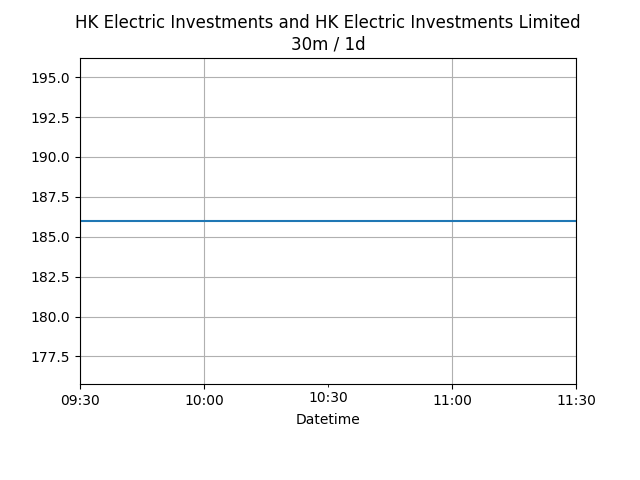 HK Electric Investments and HK Electric Investments Limited
30m / 1d
195.0
192.5
190.0
187.5
185.0
182.5
180.0
177.5
09:30 10:00 10:30 11:00 11:30
Datetime